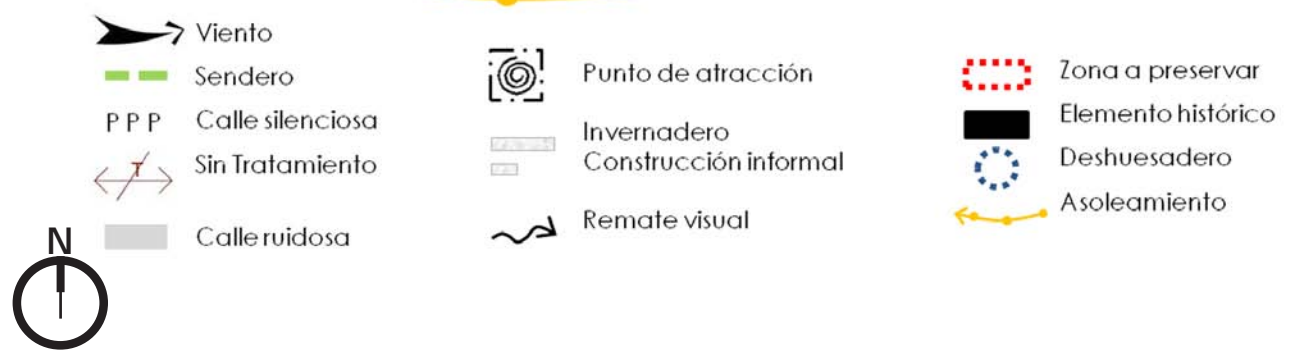 Viento
Sendero
P P P Calle silenciosa
T Sin Tratamiento
Calle ruidosa
N
Punto de atracción
Invernadero
Construcción informal
Remate visual
Zona a preservar
Elemento histórico
Deshuesadero
Asoleamiento